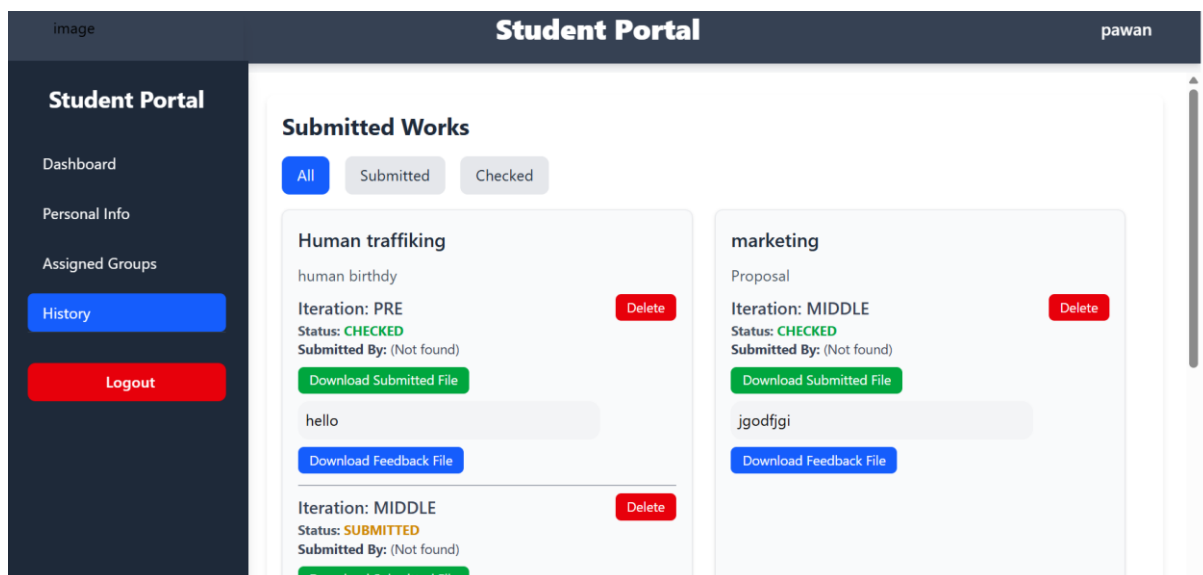 image
Student Portal
pawan
Student Portal
Dashboard
Personal Info
Assigned Groups
History
Logout
Submitted Works
All
Submitted
Checked
Human traffiking
human birthdy
Iteration: PRE
Delete
Status: CHECKED
Submitted By: (Not found)
Download Submitted File
hello
Download Feedback File
Iteration: MIDDLE
Delete
Status: SUBMITTED
Submitted By: (Not found)
marketing
Proposal
Iteration: MIDDLE
Delete
Status: CHECKED
Submitted By: (Not found)
Download Submitted File
jgodfjgi
Download Feedback File